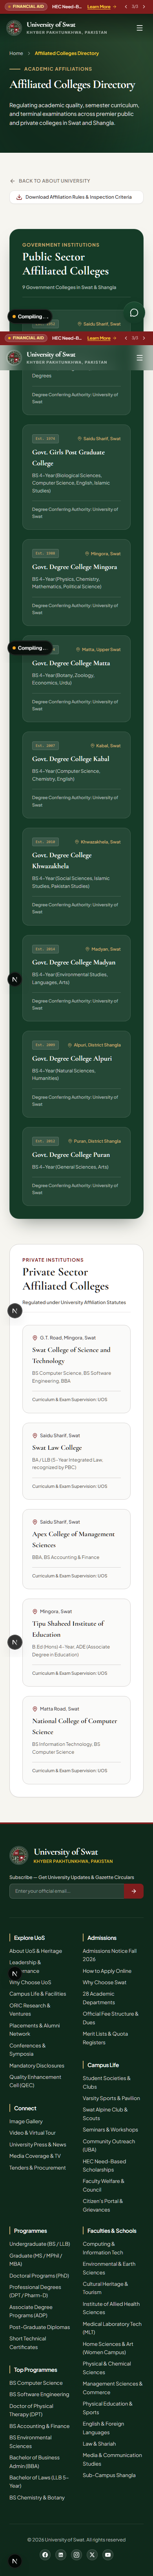 FINANCIAL AID
HEC Need-B...
Learn More
University of Swat
KHYBER PAKHTUNKHWA, PAKISTAN
Home
Affiliated Colleges Directory
ACADEMIC AFFILIATIONS
Affiliated Colleges Directory
Regulating academic quality, semester curriculum, and terminal examinations across public and private colleges in Swat and Shangla.
BACK TO ABOUT UNIVERSITY
Download Affiliation Rules & Inspection Criteria
GOVERNMENT INSTITUTIONS
Public Sector
Affiliated Colleges
9 Government Colleges in Swat & Shangla
Saidu Sharif, Swat
Compiling...
FINANCIAL AID
HEC Need-B...
Learn More
University of Swat
KHYBER PAKHTUNKHWA, PAKISTAN
Degrees
Degree Conferring Authority: University of
Swat
Est. 1974
Saidu Sharif, Swat
Govt. Girls Post Graduate
College
BS 4-Year (Biological Sciences,
Computer Science, English, Islamic
Studies)
Degree Conferring Authority: University of
Swat
Mingora, Swat
Govt. Degree College Mingora
BS 4-Year (Physics, Chemistry,
Mathematics, Political Science)
Degree Conferring Authority: University of
Swat
Compiling...
Matta, Upper Swat
Govt. Degree College Matta
BS 4-Year (Botany, Zoology,
Economics, Urdu)
Degree Conferring Authority: University of
Swat
Est. 2007
Kabal, Swat
Govt. Degree College Kabal
BS 4-Year (Computer Science,
Chemistry, English)
Degree Conferring Authority: University of
Swat
Est. 2010
Khwazakhela, Swat
Govt. Degree College
Khwazakhela
BS 4-Year (Social Sciences, Islamic
Studies, Pakistan Studies)
Degree Conferring Authority: University of
Swat
Est. 2014
Madyan, Swat
Govt. Degree College Madyan
BS 4-Year (Environmental Studies,
Languages, Arts)
Degree Conferring Authority: University of
Swat
Est. 2009
Alpuri, District Shangla
Govt. Degree College Alpuri
BS 4-Year (Natural Sciences,
Humanities)
Degree Conferring Authority: University of
Swat
Est. 2011
Puran, District Shangla
Govt. Degree College Puran
BS 4-Year (General Sciences, Arts)
Degree Conferring Authority: University of
Swat
PRIVATE INSTITUTIONS
Private Sector
Affiliated Colleges
Regulated under University Affiliation Statutes
G.T. Road, Mingora, Swat
Swat College of Science and
Technology
BS Computer Science, BS Software
Engineering, BBA
Curriculum & Exam Supervision: UOS
Saidu Sharif, Swat
Swat Law College
BA / LLB (5-Year Integrated Law,
recognized by PBC)
Curriculum & Exam Supervision: UOS
Saidu Sharif, Swat
Apex College of Management
Sciences
BBA, BS Accounting & Finance
Curriculum & Exam Supervision: UOS
Mingora, Swat
Tipu Shaheed Institute of
Education
B.Ed (Hons) 4-Year, ADE (Associate
Degree in Education)
Curriculum & Exam Supervision: UOS
Matta Road, Swat
National College of Computer
Science
BS Information Technology, BS
Computer Science
Curriculum & Exam Supervision: UOS
University of Swat
KHYBER PAKHTUNKHWA, PAKISTAN
Subscribe — Get University Updates & Gazette Circulars
Enter your official email...
Explore UoS
About UoS & Heritage
Leadership &
Why Choose UoS
Campus Life & Facilities
ORIC Research &
Ventures
Placements & Alumni
Network
Conferences &
Symposia
Mandatory Disclosures
Quality Enhancement
Cell (QEC)
Connect
Image Gallery
Video & Virtual Tour
University Press & News
Media Coverage & TV
Tenders & Procurement
Admissions
Admissions Notice Fall
2026
How to Apply Online
Why Choose Swat
28 Academic
Departments
Official Fee Structure &
Dues
Merit Lists & Quota
Registers
Campus Life
Student Societies &
Clubs
Varsity Sports & Pavilion
Swat Alpine Club &
Scouts
Seminars & Workshops
Community Outreach
(UBA)
HEC Need-Based
Scholarships
Faculty Welfare &
Council
Citizen's Portal &
Grievances
Programmes
Undergraduate (BS / LLB)
Graduate (MS / MPhil /
MBA)
Doctoral Programs (PhD)
Professional Degrees
(DPT / Pharm-D)
Associate Degree
Programs (ADP)
Post-Graduate Diplomas
Short Term/Certificates
Top Programmes
BS Computer Science
BS Software Engineering
Doctor of Physical
Therapy (DPT)
BS Accounting & Finance
BS Environmental
Sciences
Bachelor of Business
Admin (BBA)
Bachelor of Laws (LLB 5-
Year)
BS Chemistry & Botany
Faculties & Schools
Computing &
Information Tech
Environmental & Earth
Sciences
Cultural Heritage &
Tourism
Institute of Allied Health
Sciences
Medical Laboratory Tech
(MLT)
Home Sciences & Art
(Women Campus)
Physical & Chemical
Sciences
Management Sciences &
Commerce
Physical Education &
Sports
English & Foreign
Languages
Law & Shariah
Media & Communication
Studies
Sub-Campus Shangla
© 2026 University of Swat. All rights reserved